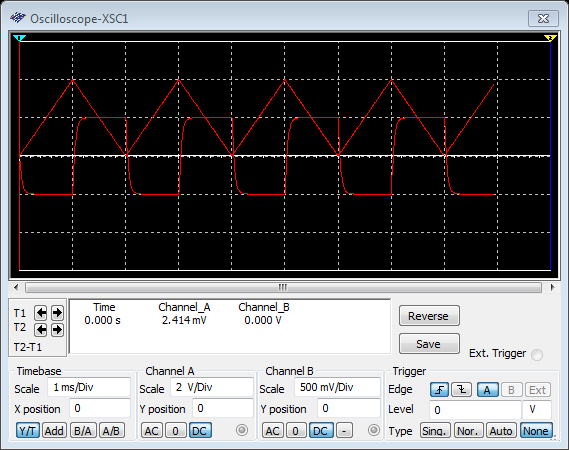 Oscilloscope-XSC1
1
2
T1
T2
T2-T1
Time Channel_A Channel_B
0.000 s 2.414 mV 0.000 V
Reverse
Save
Ext. Trigger
Timebase
Scale 1 ms/Div
X position 0
Y/T Add B/A A/B
Channel A
Scale 2 V/Div
Y position 0
AC 0 DC
Channel B
Scale 500 mV/Div
Y position 0
AC 0 DC -
Trigger
Edge A B Ext
Level 0 V
Type Sing. Nor. Auto None